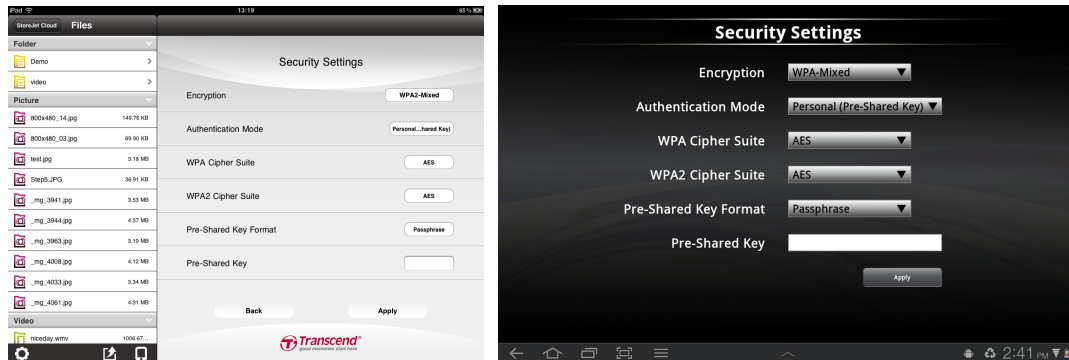 iPad 13:19 85%
StoreJet Cloud Files
Folder
Demo
video
Picture
800x480_14.jpg 149.76 KB
800x480_03.jpg 89.90 KB
test.jpg 3.18 MB
Step5.JPG 36.91 KB
_mg_3941.jpg 3.53 MB
_mg_3944.jpg 4.37 MB
_mg_3963.jpg 3.19 MB
_mg_4008.jpg 4.12 MB
_mg_4033.jpg 3.34 MB
_mg_4061.jpg 4.31 MB
Video
niceday.wmv 1006.67...
Security Settings
Encryption WPA2-Mixed
Authentication Mode Personal...hared Key)
WPA Cipher Suite AES
WPA2 Cipher Suite AES
Pre-Shared Key Format Passphrase
Pre-Shared Key
Back Apply
Transcend®
good memories start here
Security Settings
Encryption WPA-Mixed
Authentication Mode Personal (Pre-Shared Key)
WPA Cipher Suite AES
WPA2 Cipher Suite AES
Pre-Shared Key Format Passphrase
Pre-Shared Key
Apply
2:41 PM